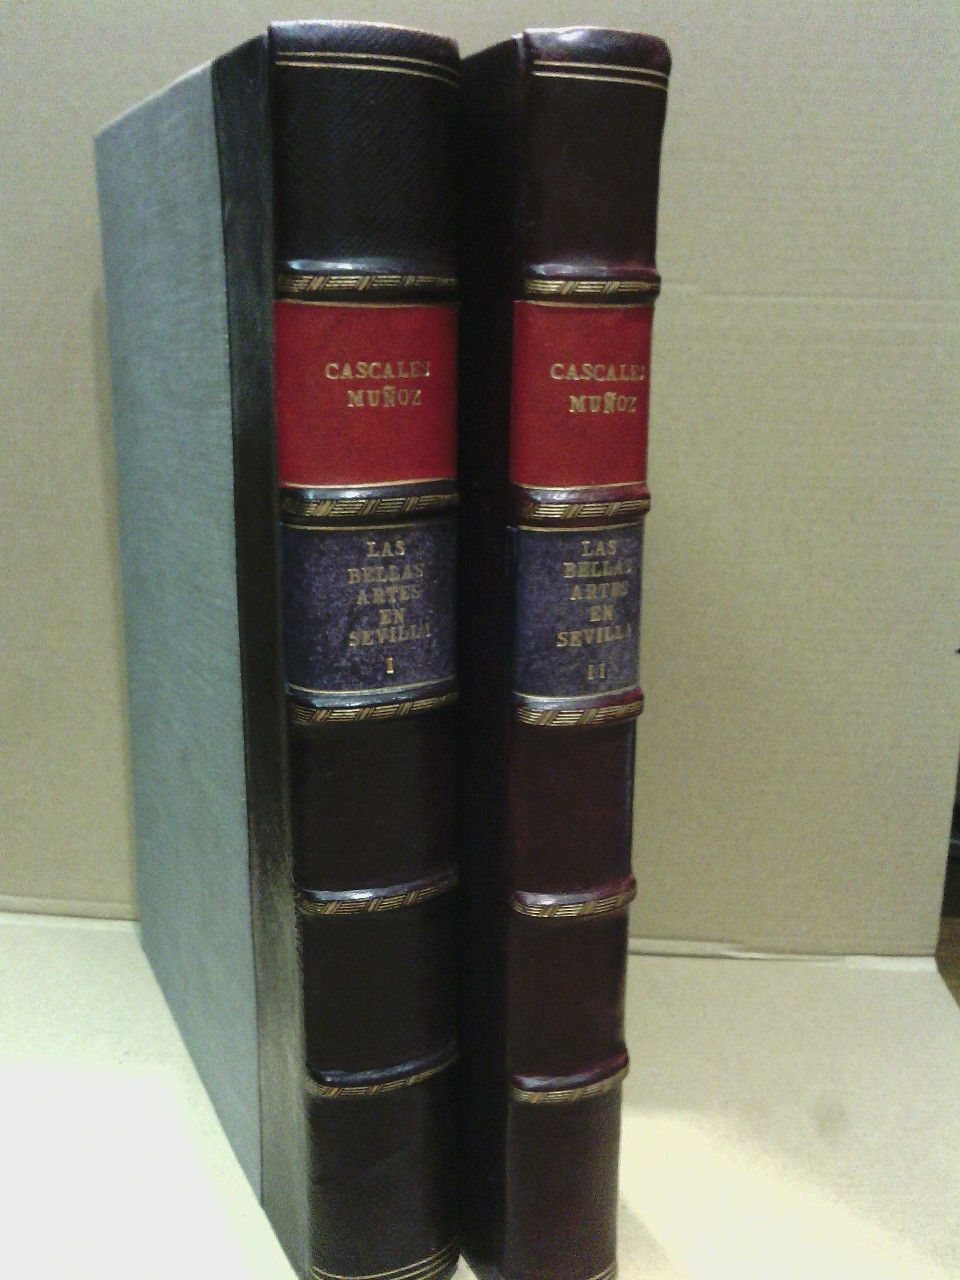 CASCALES
MUÑOZ
LAS
BELLAS
ARTES
EN
SEVILLA
I
CASCALES
MUÑOZ
LAS
BELLAS
ARTES
EN
SEVILLA
II